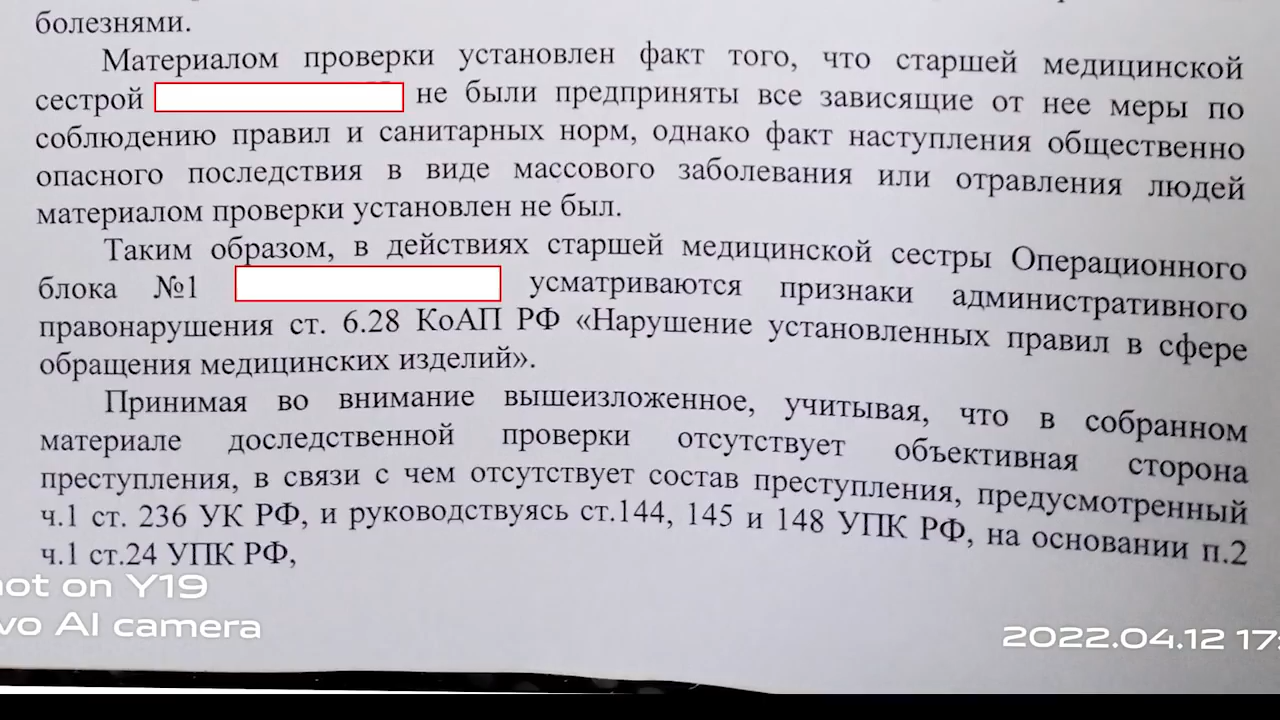 болезнями.
Материалом проверки установлен факт того, что старшей медицинской
сестрой не были предприняты все зависящие от нее меры по
соблюдению правил и санитарных норм, однако факт наступления общественно
опасного последствия в виде массового заболевания или отравления людей
материалом проверки установлен не был.
Таким образом, в действиях старшей медицинской сестры Операционного
блока №1 усматриваются признаки административного
правонарушения ст. 6.28 КоАП РФ «Нарушение установленных правил в сфере
обращения медицинских изделий».
Принимая во внимание вышеизложенное, учитывая, что в собранном
материале доследственной проверки отсутствует объективная сторона
преступления, в связи с чем отсутствует состав преступления, предусмотренный
ч.1 ст. 236 УК РФ, и руководствуясь ст.144, 145 и 148 УПК РФ, на основании п.2
ч.1 ст.24 УПК РФ,
on Y19
AI camera
2022.04.12